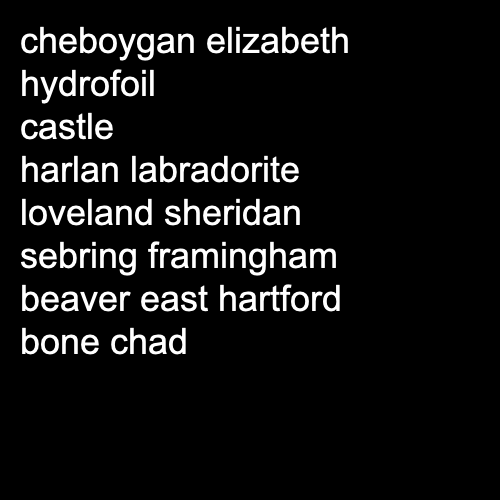 cheboygan elizabeth
hydrofoil
castle
harlan labradorite
loveland sheridan
sebring framingham
beaver east hartford
bone chad